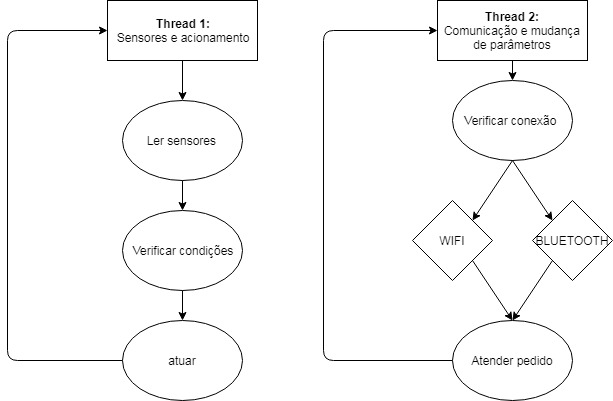 Thread 1:
Sensores e acionamento
Ler sensores
Verificar condições
atuar
Thread 2:
Comunicação e mudança
de parâmetros
Verificar conexão
WIFI
BLUETOOTH
Atender pedido